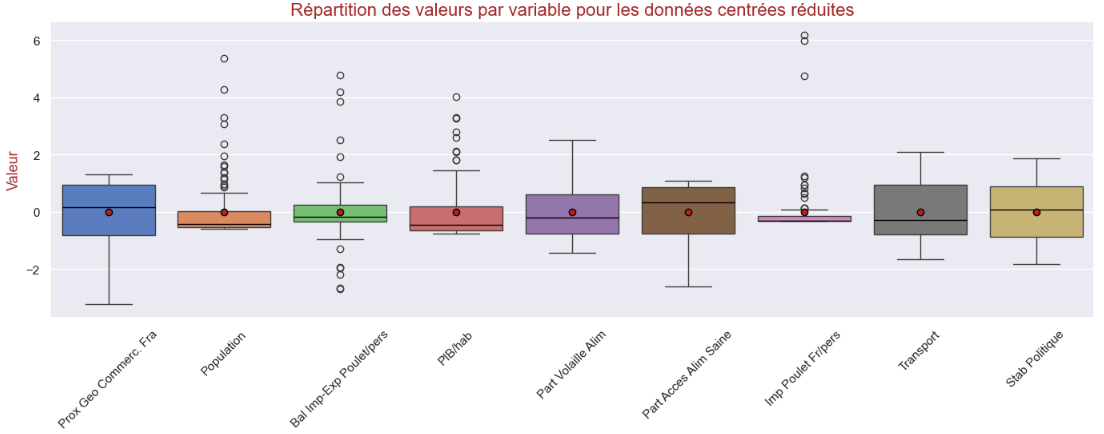 Répartition des valeurs par variable pour les données centrées réduites
Valeur
6
4
2
0
−2
Prox Geo Commerc. Fra
Population
Bal Imp-Exp Poulet/pers
PIB/hab
Part Volaille Alim
Part Acces Alim Saine
Imp Poulet Fr/pers
Transport
Stab Politique